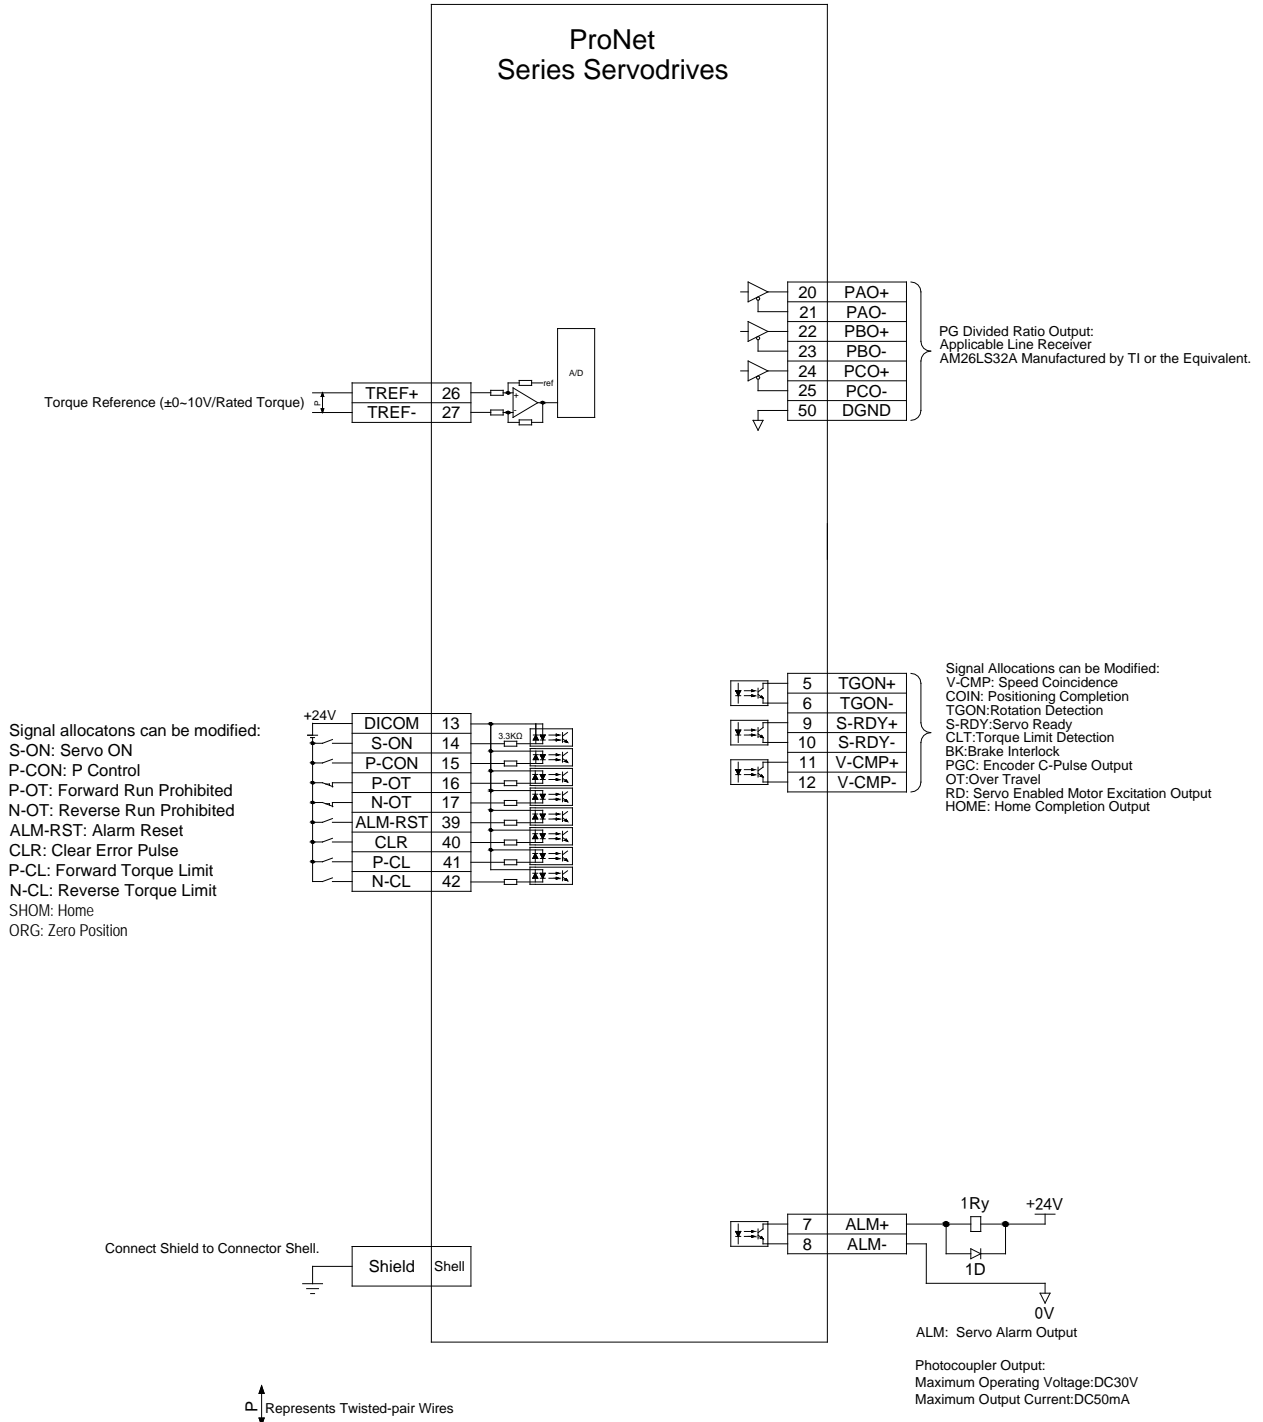 ProNet
Series Servodrives
20 PAO+
21 PAO-
22 PBO+
23 PBO-
24 PCO+
25 PCO-
50 DGND
PG Divided Ratio Output:
Applicable Line Receiver
AM26LS32A Manufactured by TI or the Equivalent.
Torque Reference (±0~10V/Rated Torque)
P
TREF+ 26
TREF- 27
ref
A/D
5 TGON+
6 TGON-
9 S-RDY+
10 S-RDY-
11 V-CMP+
12 V-CMP-
Signal Allocations can be Modified:
V-CMP: Speed Coincidence
COIN: Positioning Completion
TGON:Rotation Detection
S-RDY:Servo Ready
CLT:Torque Limit Detection
BK:Brake Interlock
PGC: Encoder C-Pulse Output
OT:Over Travel
RD: Servo Enabled Motor Excitation Output
HOME: Home Completion Output
Signal allocatons can be modified:
S-ON: Servo ON
P-CON: P Control
P-OT: Forward Run Prohibited
N-OT: Reverse Run Prohibited
ALM-RST: Alarm Reset
CLR: Clear Error Pulse
P-CL: Forward Torque Limit
N-CL: Reverse Torque Limit
SHOM: Home
ORG: Zero Position
+24V
DICOM 13
S-ON 14
3.3KΩ
P-CON 15
P-OT 16
N-OT 17
ALM-RST 39
CLR 40
P-CL 41
N-CL 42
7 ALM+
8 ALM-
1Ry
+24V
1D
0V
ALM: Servo Alarm Output
Photocoupler Output:
Maximum Operating Voltage:DC30V
Maximum Output Current:DC50mA
Connect Shield to Connector Shell.
Shield Shell
P Represents Twisted-pair Wires